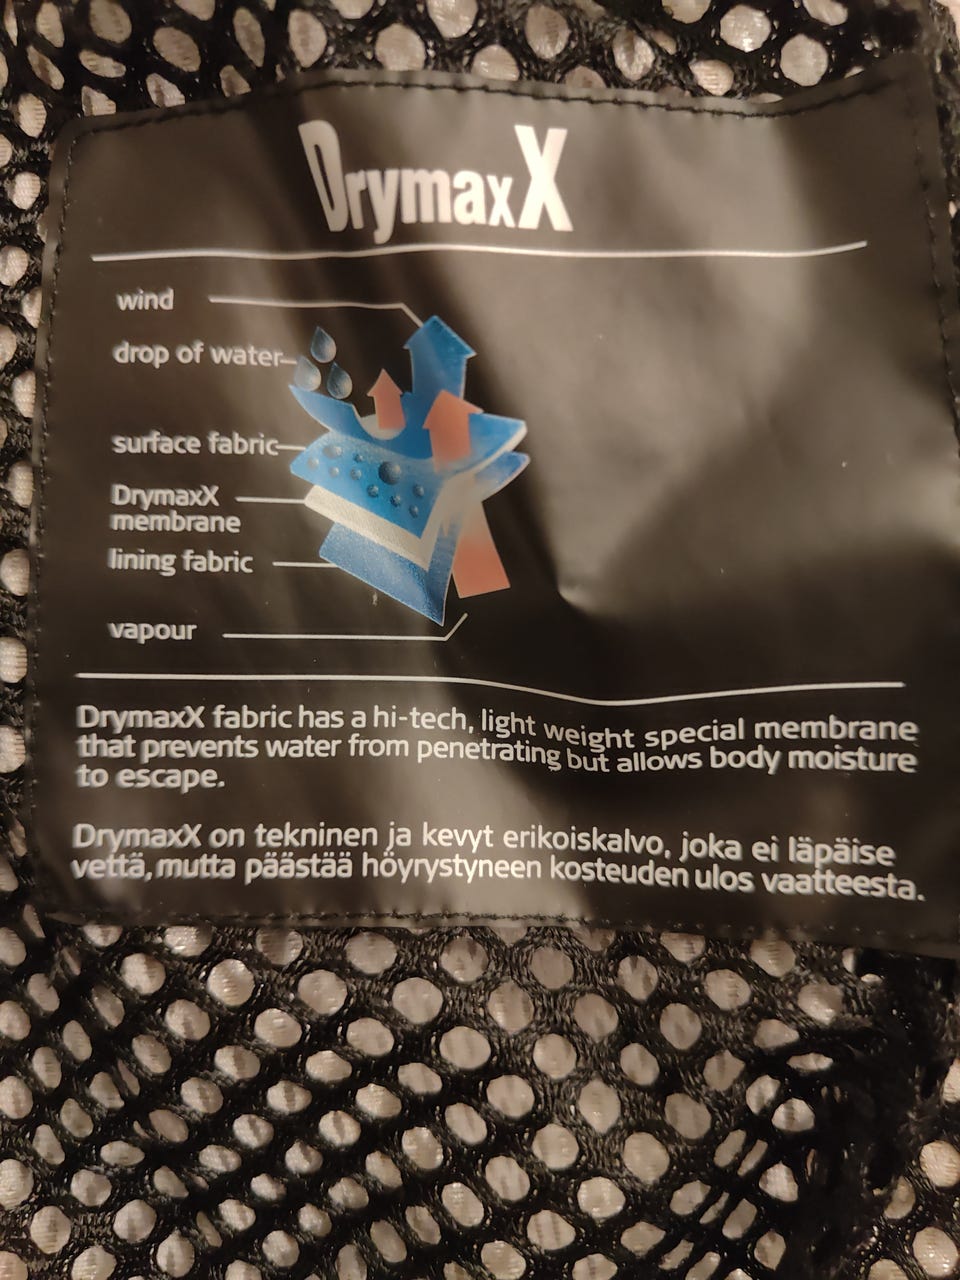 DrymaxX
wind
drop of water
surface fabric
DrymaxX
membrane
lining fabric
vapour
DrymaxX fabric has a hi-tech, light weight special membrane
that prevents water from penetrating but allows body moisture
to escape.
DrymaxX on tekninen ja kevyt erikoiskalvo, joka ei läpäise
vettä, mutta päästää höyrystyneen kosteuden ulos vaatteesta.